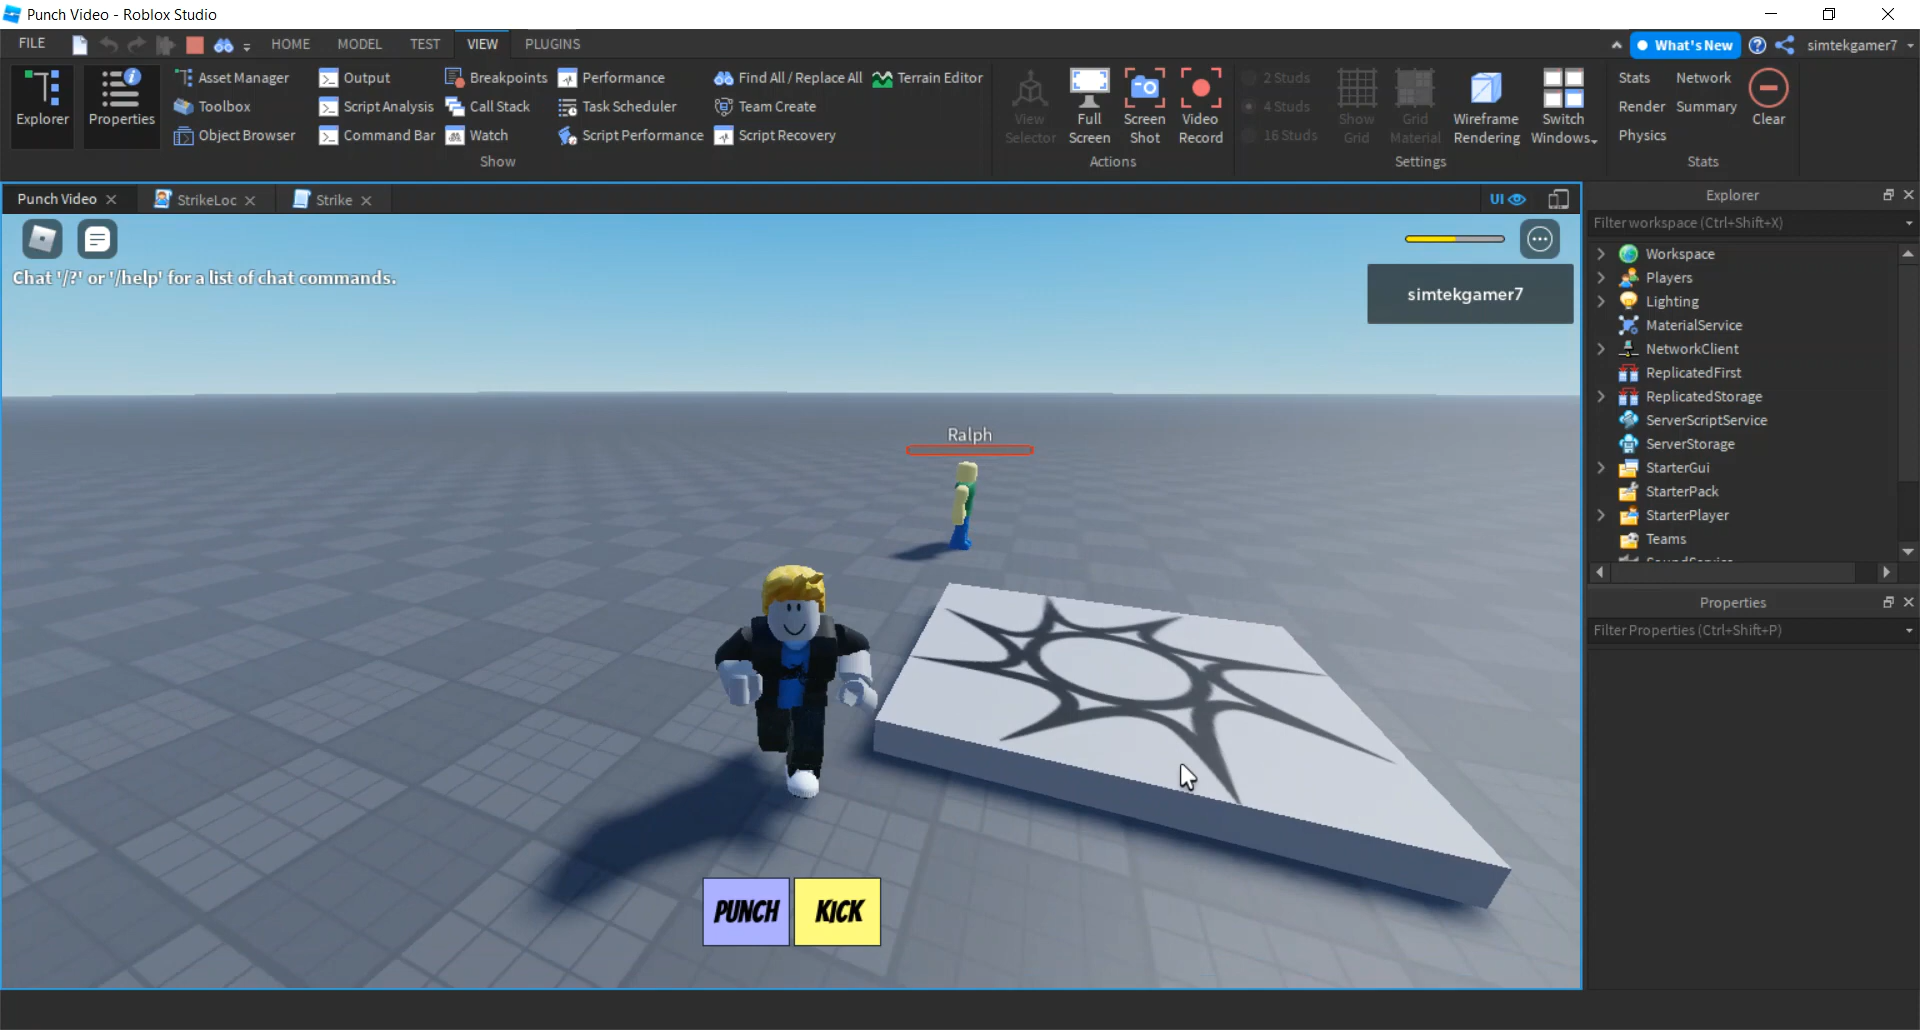 Punch Video - Roblox Studio
FILE HOME MODEL TEST VIEW PLUGINS What's New simtekgamer7
Explorer Properties
Asset Manager Output Breakpoints Performance Find All / Replace All Terrain Editor
Toolbox Script Analysis Call Stack Task Scheduler Team Create
Object Browser Command Bar Watch Script Performance Script Recovery
Show
View Selector Full Screen Screen Shot Video Record
Actions
2 Studs
4 Studs
16 Studs
Show Grid Grid Material Wireframe Rendering Switch Windows
Settings
Stats Network
Render Summary
Physics
Clear
Stats
Punch Video StrikeLoc Strike UI
Chat '/?' or '/help' for a list of chat commands.
simtekgamer7
Ralph
PUNCH KICK
Explorer
Filter workspace (Ctrl+Shift+X)
Workspace
Players
Lighting
MaterialService
NetworkClient
ReplicatedFirst
ReplicatedStorage
ServerScriptService
ServerStorage
StarterGui
StarterPack
StarterPlayer
Teams
Properties
Filter Properties (Ctrl+Shift+P)